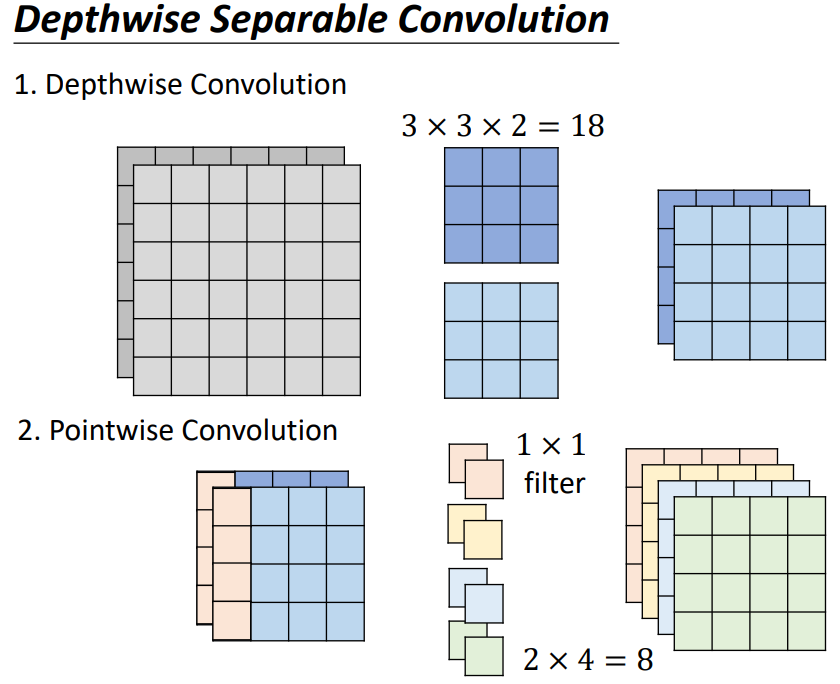 Depthwise Separable Convolution
1. Depthwise Convolution
3 × 3 × 2 = 18
2. Pointwise Convolution
1 × 1
filter
2 × 4 = 8